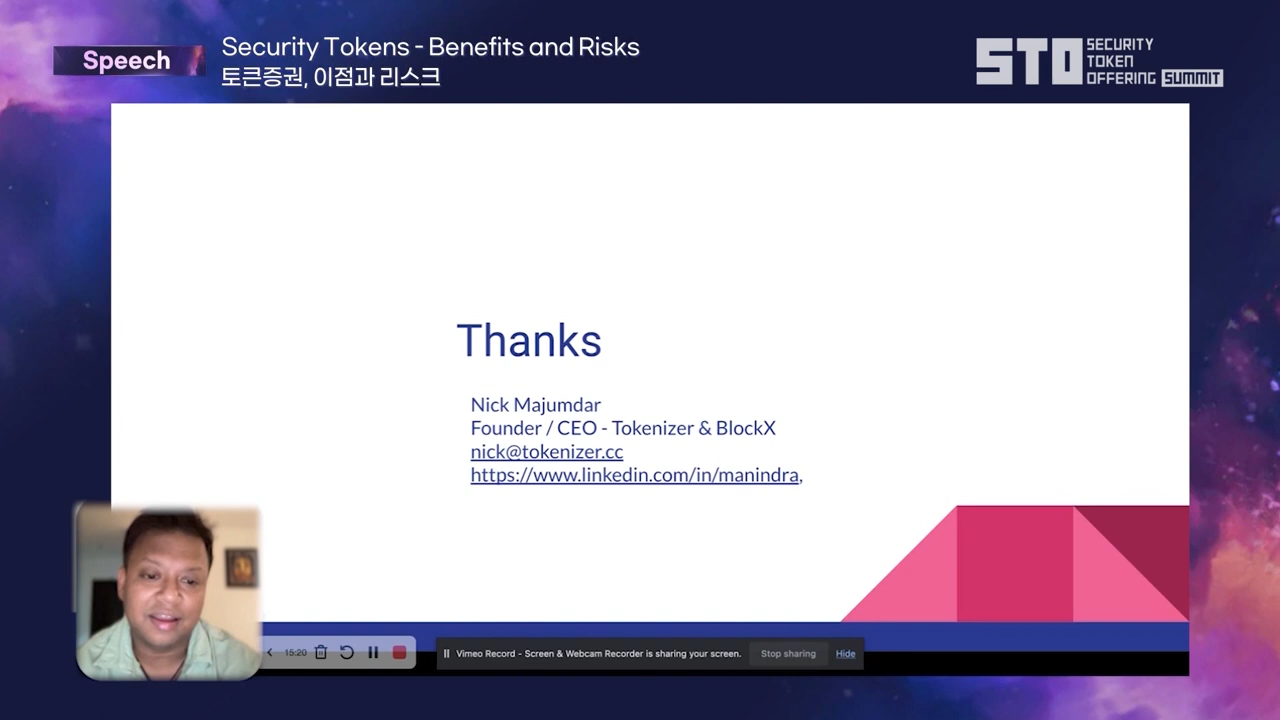 Speech
Security Tokens - Benefits and Risks
토큰증권, 이점과 리스크
STO SECURITY
TOKEN
OFFERING SUMMIT
Thanks
Nick Majumdar
Founder / CEO - Tokenizer & BlockX
nick@tokenizer.cc
https://www.linkedin.com/in/manindra,
15:20
Vimeo Record - Screen & Webcam Recorder is sharing your screen.
Stop sharing
Hide